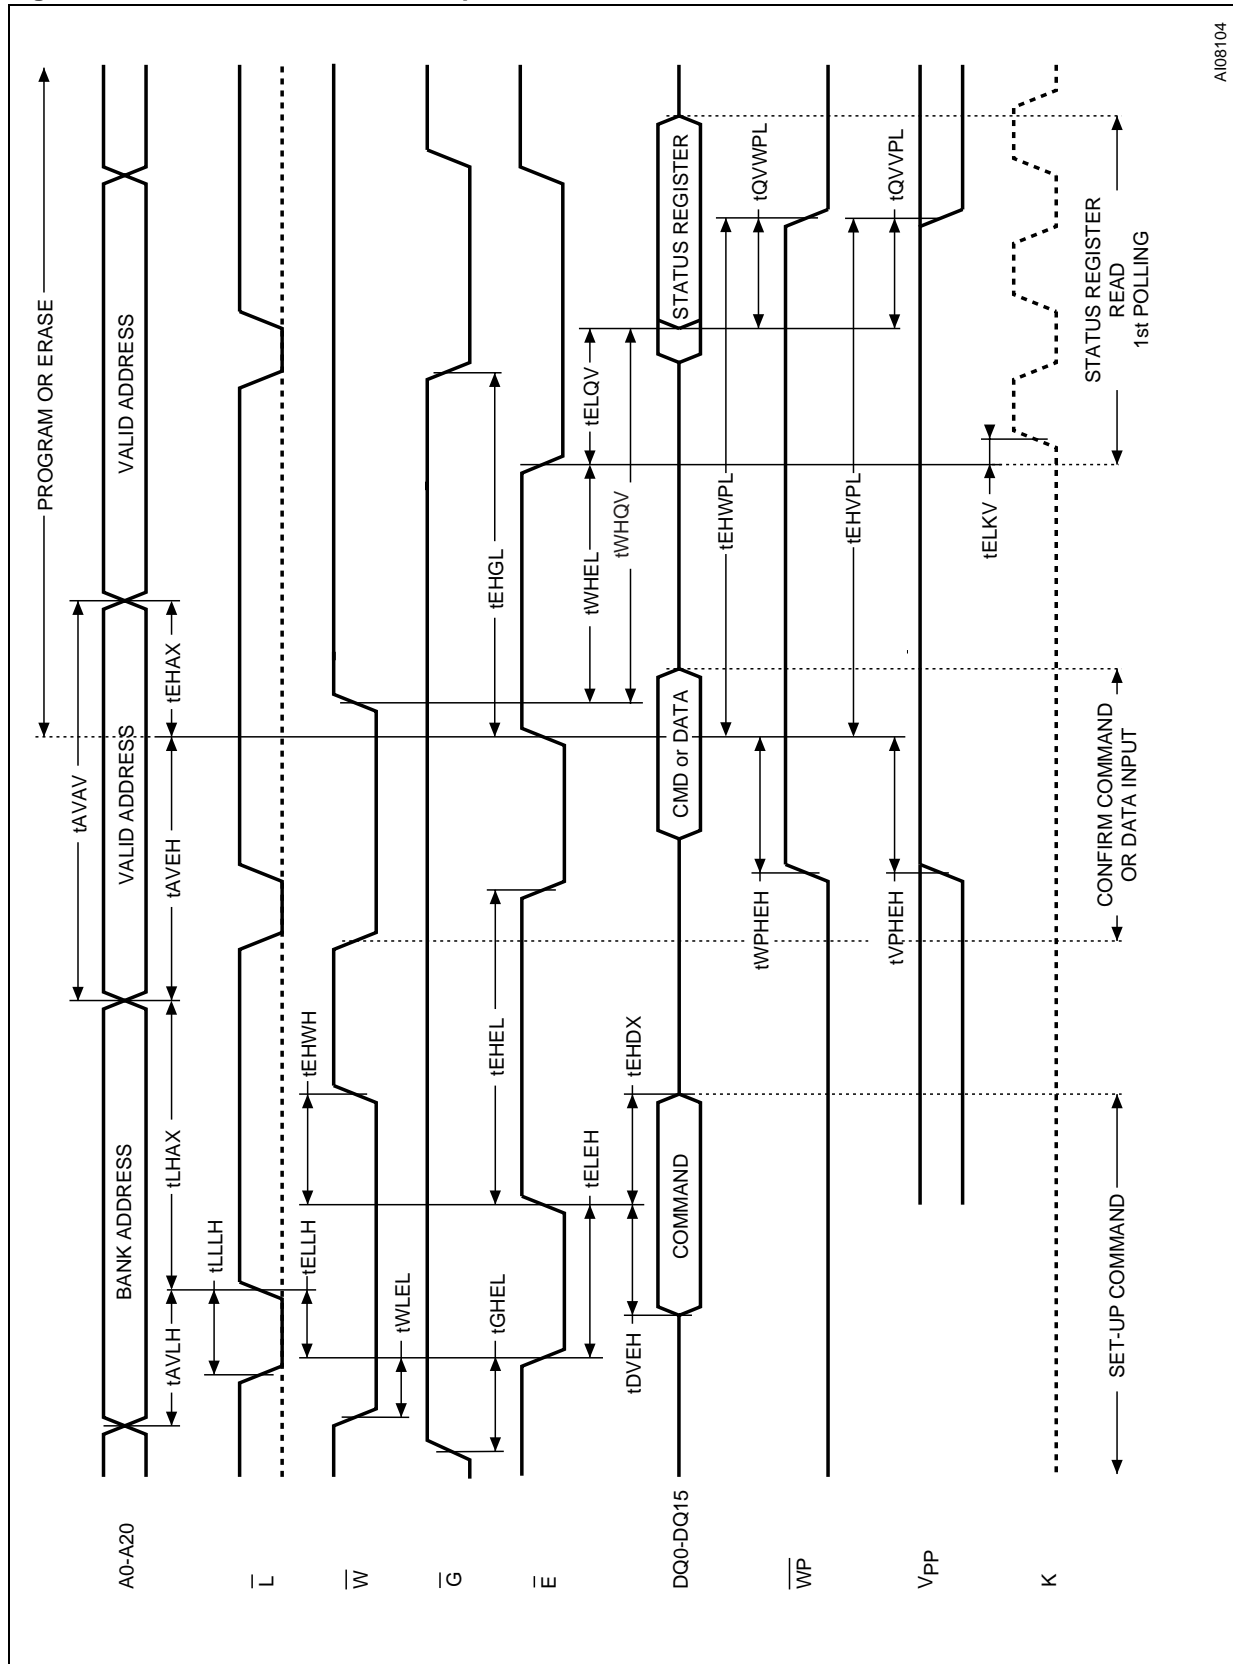 AI08104
PROGRAM OR ERASE
tAVAV
A0-A20
BANK ADDRESS
VALID ADDRESS
VALID ADDRESS
tAVLH
tLHAX
tAVEH
tEHAX
tLLLH
L
tELLH
tEHWH
W
tWLEL
G
tGHEL
tEHEL
tEHGL
E
tELEH
tWHEL
tELQV
tDVEH
tEHDX
tWHQV
DQ0-DQ15
COMMAND
CMD or DATA
STATUS REGISTER
tEHWPL
tWPHEH
tQVWPL
WP
tEHVPL
tVPHEH
tQVVPL
VPP
tELKV
K
SET-UP COMMAND
CONFIRM COMMAND
OR DATA INPUT
STATUS REGISTER
READ
1st POLLING